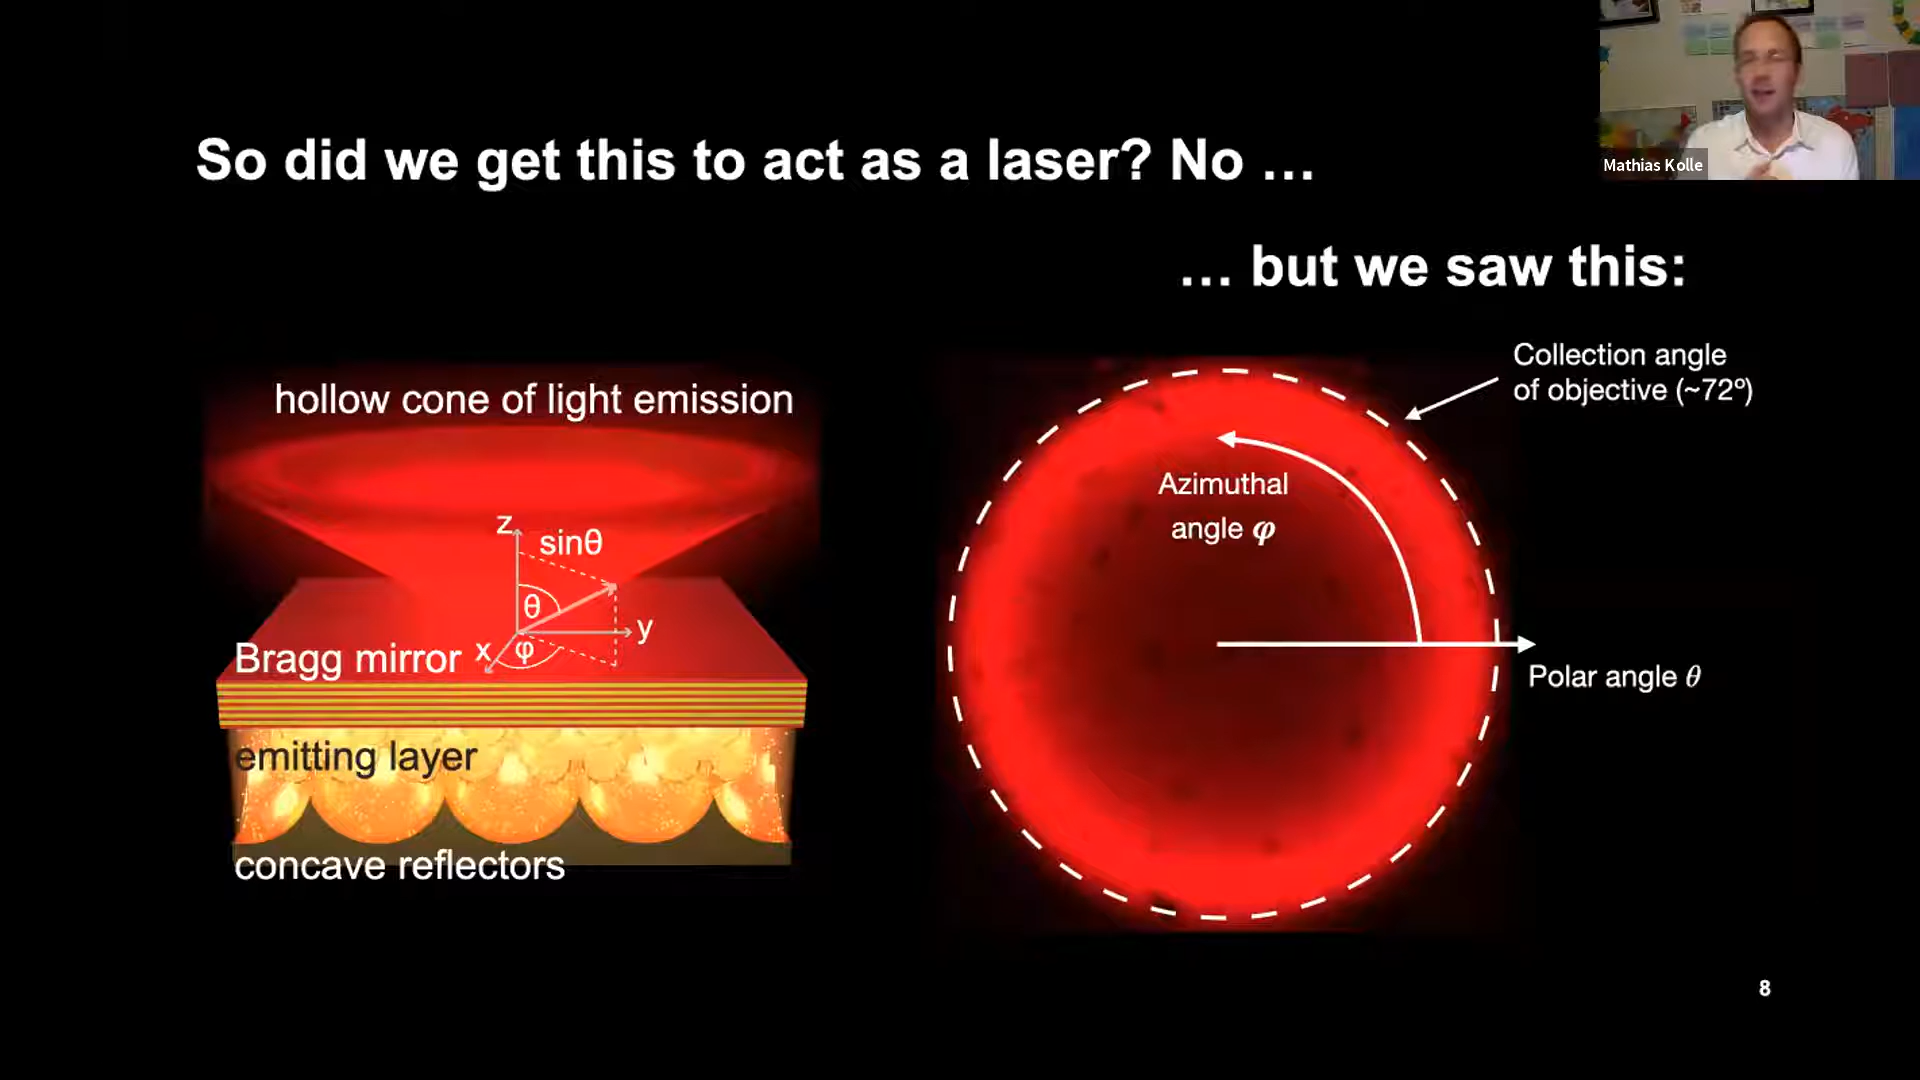 Mathias Kolle
So did we get this to act as a laser? No …
… but we saw this:
hollow cone of light emission
z
sinθ
θ
y
x
φ
Bragg mirror
emitting layer
concave reflectors
Collection angle
of objective (~72º)
Azimuthal
angle φ
Polar angle θ
8